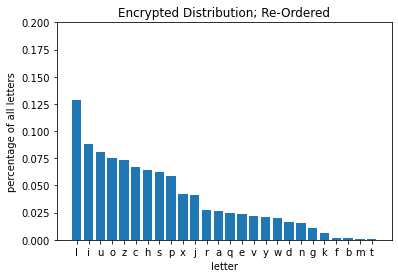 Encrypted Distribution; Re-Ordered
percentage of all letters
0.200
0.175
0.150
0.125
0.100
0.075
0.050
0.025
0.000
l i u o z c h s p x j r a q e v y w d n g k f b m t
letter